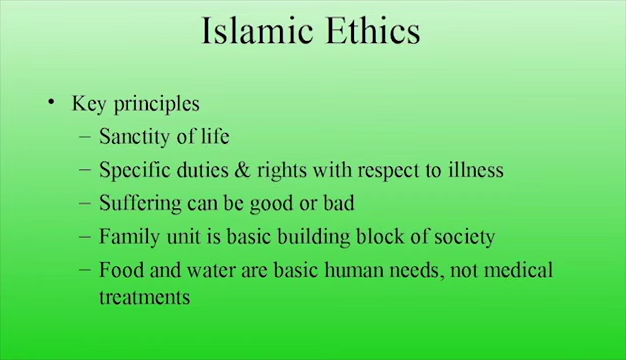 Islamic Ethics
• Key principles
– Sanctity of life
– Specific duties & rights with respect to illness
– Suffering can be good or bad
– Family unit is basic building block of society
– Food and water are basic human needs, not medical
treatments